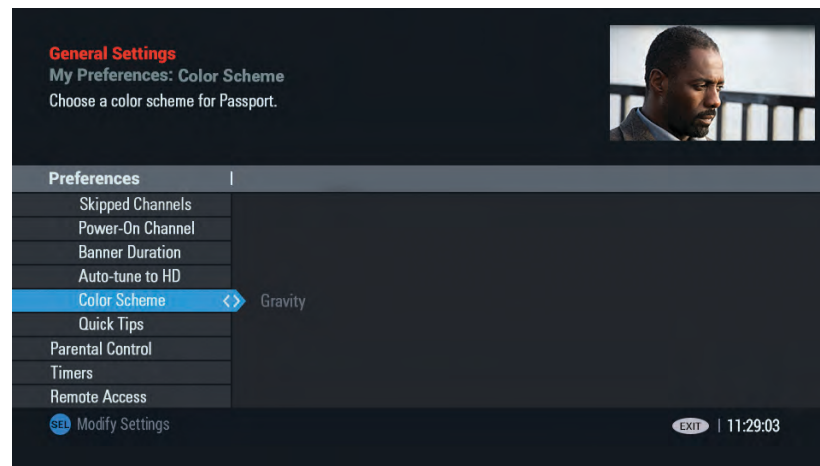 General Settings
My Preferences: Color Scheme
Choose a color scheme for Passport.
Preferences
Skipped Channels
Power-On Channel
Banner Duration
Auto-tune to HD
Color Scheme <> Gravity
Quick Tips
Parental Control
Timers
Remote Access
SEL Modify Settings
EXIT | 11:29:03